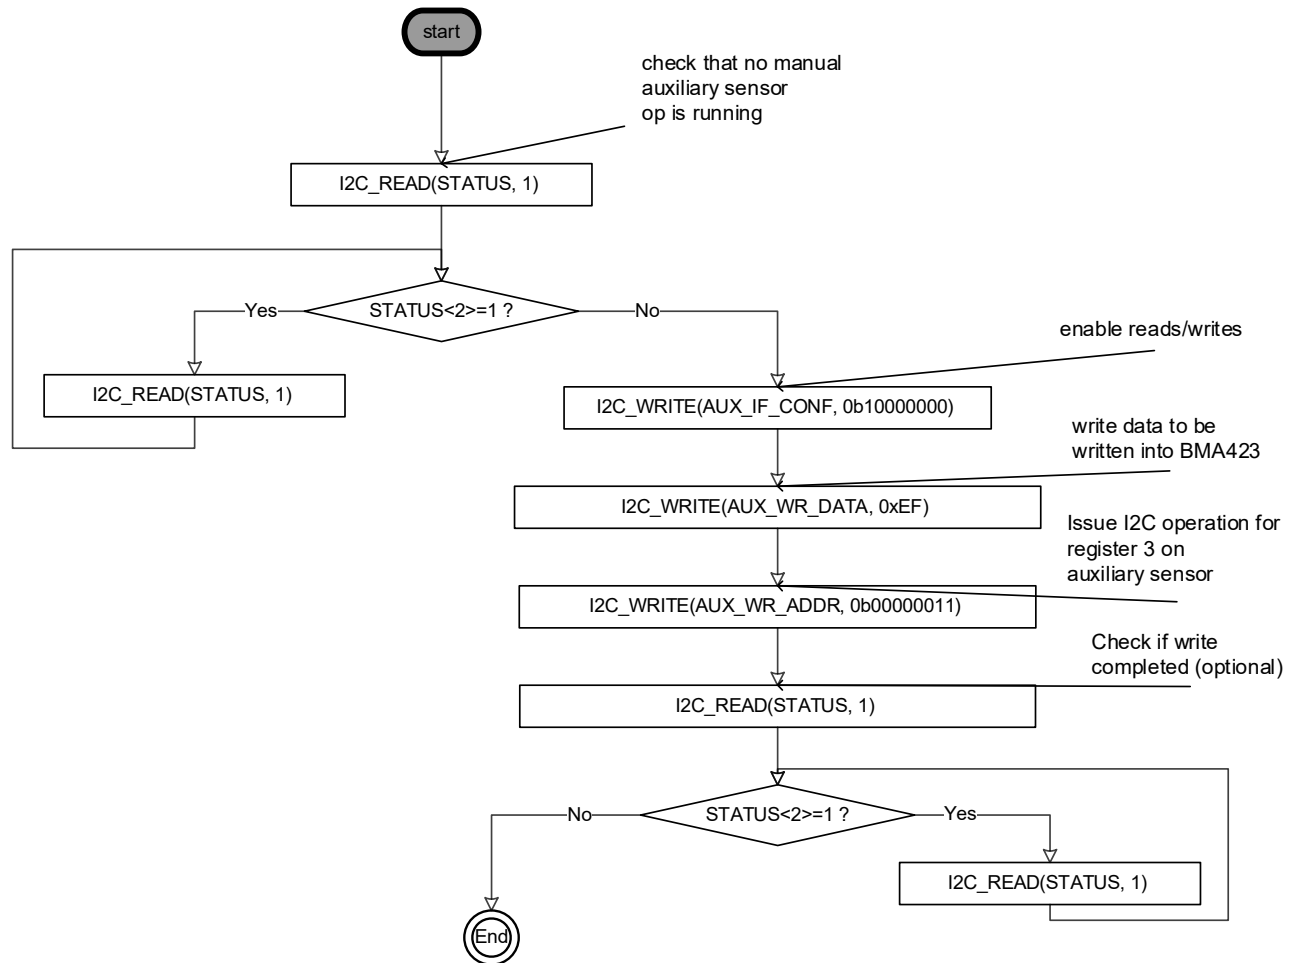 start
check that no manual
auxiliary sensor
op is running
I2C_READ(STATUS, 1)
STATUS<2>=1 ?
Yes
No
I2C_READ(STATUS, 1)
enable reads/writes
I2C_WRITE(AUX_IF_CONF, 0b10000000)
write data to be
written into BMA423
I2C_WRITE(AUX_WR_DATA, 0xEF)
Issue I2C operation for
register 3 on
auxiliary sensor
I2C_WRITE(AUX_WR_ADDR, 0b00000011)
Check if write
completed (optional)
I2C_READ(STATUS, 1)
STATUS<2>=1 ?
No
Yes
I2C_READ(STATUS, 1)
End